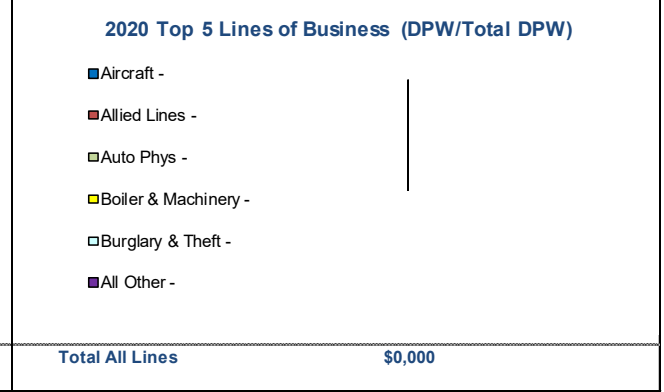 2020 Top 5 Lines of Business (DPW/Total DPW)
Aircraft -
Allied Lines -
Auto Phys -
Boiler & Machinery -
Burglary & Theft -
All Other -
Total All Lines $0,000